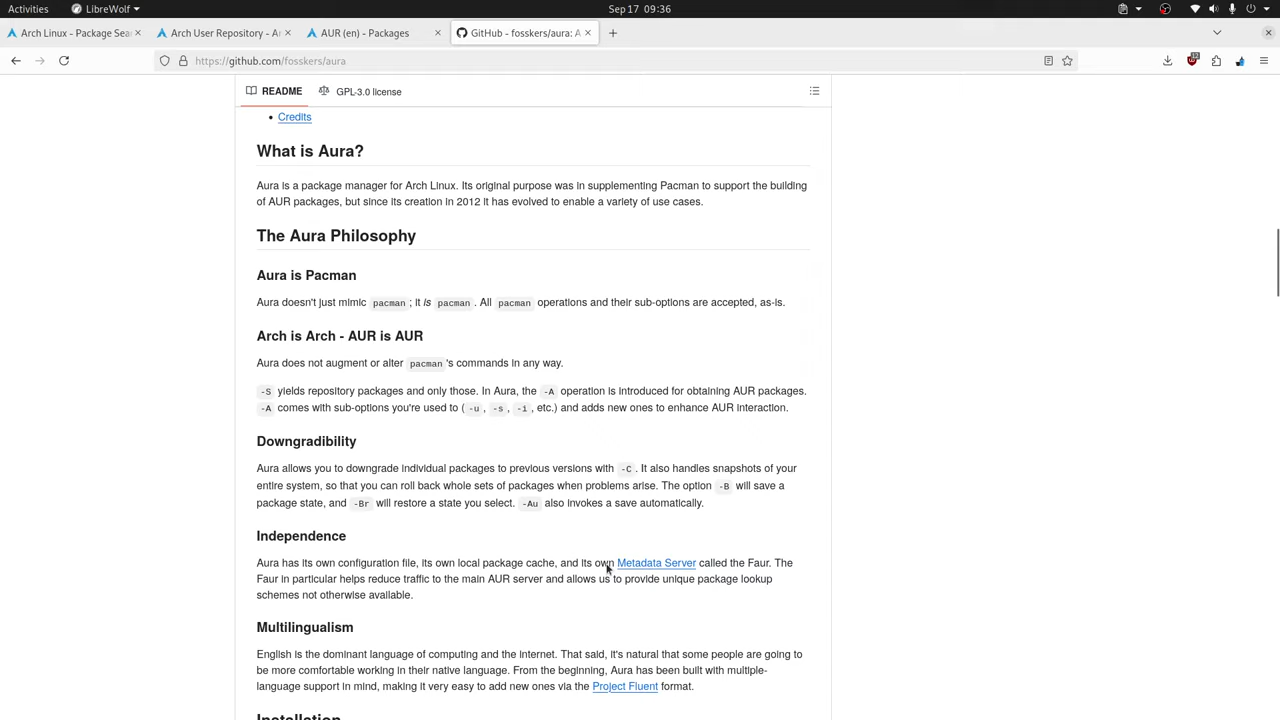 Activities LibreWolf Sep 17 09:36
Arch Linux - Package Sea Arch User Repository - A AUR (en) - Packages GitHub - fosskers/aura: A
https://github.com/fosskers/aura
README GPL-3.0 license
Credits
What is Aura?
Aura is a package manager for Arch Linux. Its original purpose was in supplementing Pacman to support the building
of AUR packages, but since its creation in 2012 it has evolved to enable a variety of use cases.
The Aura Philosophy
Aura is Pacman
Aura doesn't just mimic pacman; it is pacman. All pacman operations and their sub-options are accepted, as-is.
Arch is Arch - AUR is AUR
Aura does not augment or alter pacman's commands in any way.
-S yields repository packages and only those. In Aura, the -A operation is introduced for obtaining AUR packages.
-A comes with sub-options you're used to (-u, -s, -i, etc.) and adds new ones to enhance AUR interaction.
Downgradibility
Aura allows you to downgrade individual packages to previous versions with -C. It also handles snapshots of your
entire system, so that you can roll back whole sets of packages when problems arise. The option -B will save a
package state, and -Br will restore a state you select. -Au also invokes a save automatically.
Independence
Aura has its own configuration file, its own local package cache, and its own Metadata Server called the Faur. The
Faur in particular helps reduce traffic to the main AUR server and allows us to provide unique package lookup
schemes not otherwise available.
Multilingualism
English is the dominant language of computing and the internet. That said, it's natural that some people are going to
be more comfortable working in their native language. From the beginning, Aura has been built with multiple-
language support in mind, making it very easy to add new ones via the Project Fluent format.
Installation